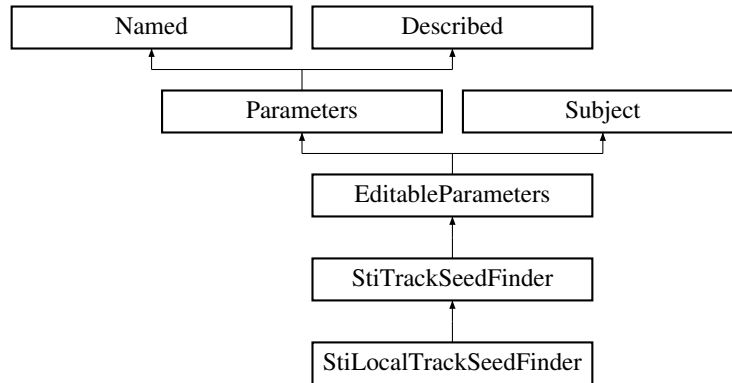 Named
Described
Parameters
Subject
EditableParameters
StiTrackSeedFinder
StiLocalTrackSeedFinder